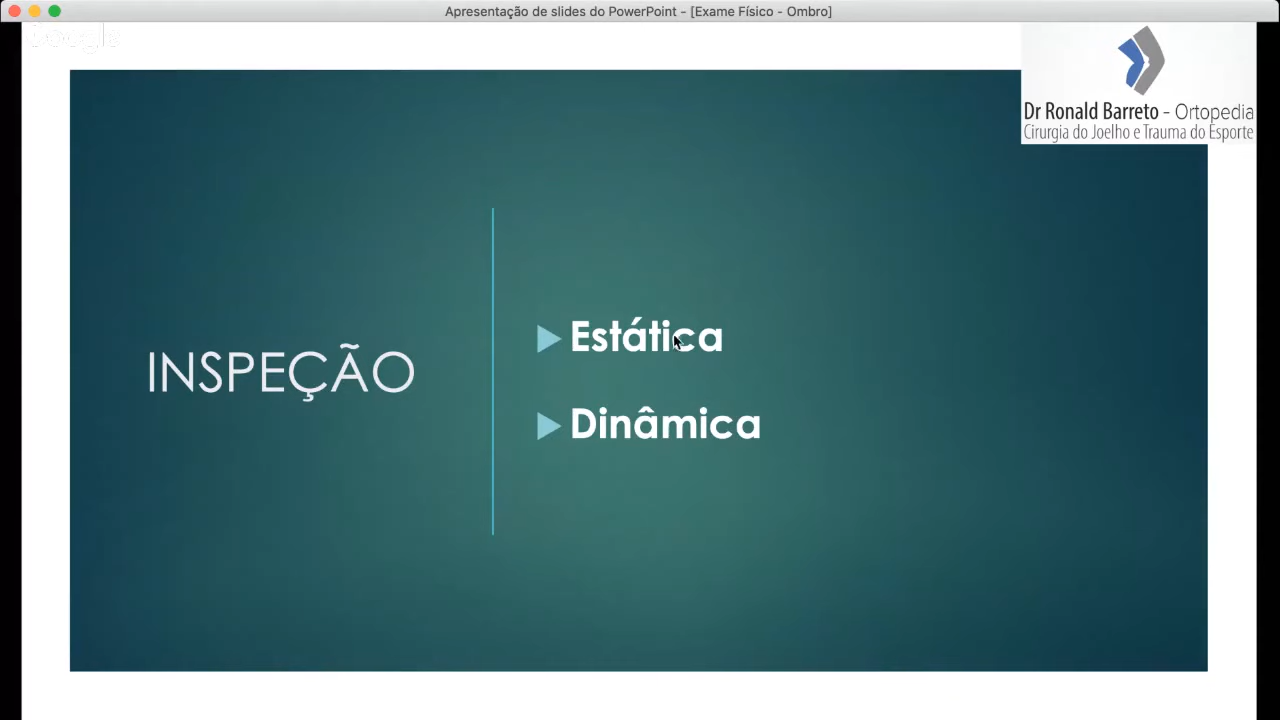 Apresentação de slides do PowerPoint - [Exame Físico - Ombro]
Google
Dr Ronald Barreto - Ortopedia
Cirurgia do Joelho e Trauma do Esporte
INSPEÇÃO
Estática
Dinâmica